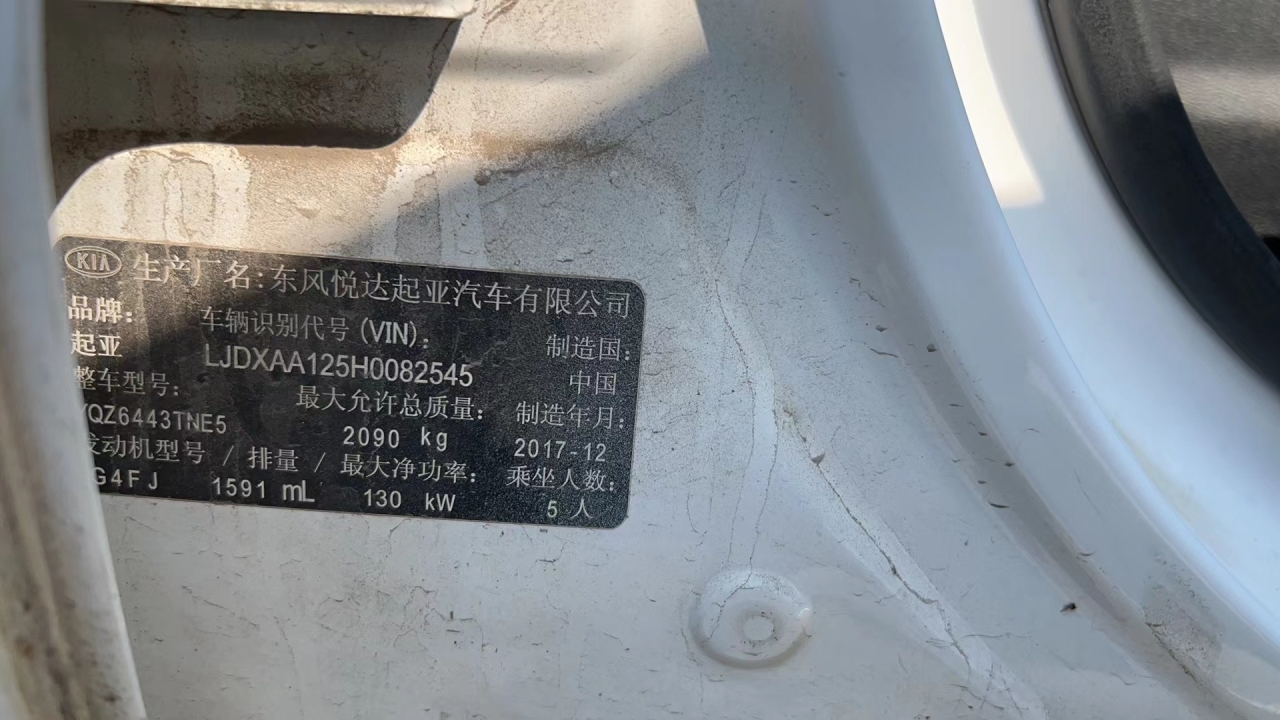 KIA 生产厂名:东风悦达起亚汽车有限公司
品牌: 车辆识别代号(VIN): 制造国:
起亚 LJDXAA125H0082545 中国
整车型号: 最大允许总质量: 制造年月:
YQZ6443TNE5 2090 kg 2017-12
发动机型号 / 排量 / 最大净功率: 乘坐人数:
G4FJ 1591 mL 130 kW 5 人